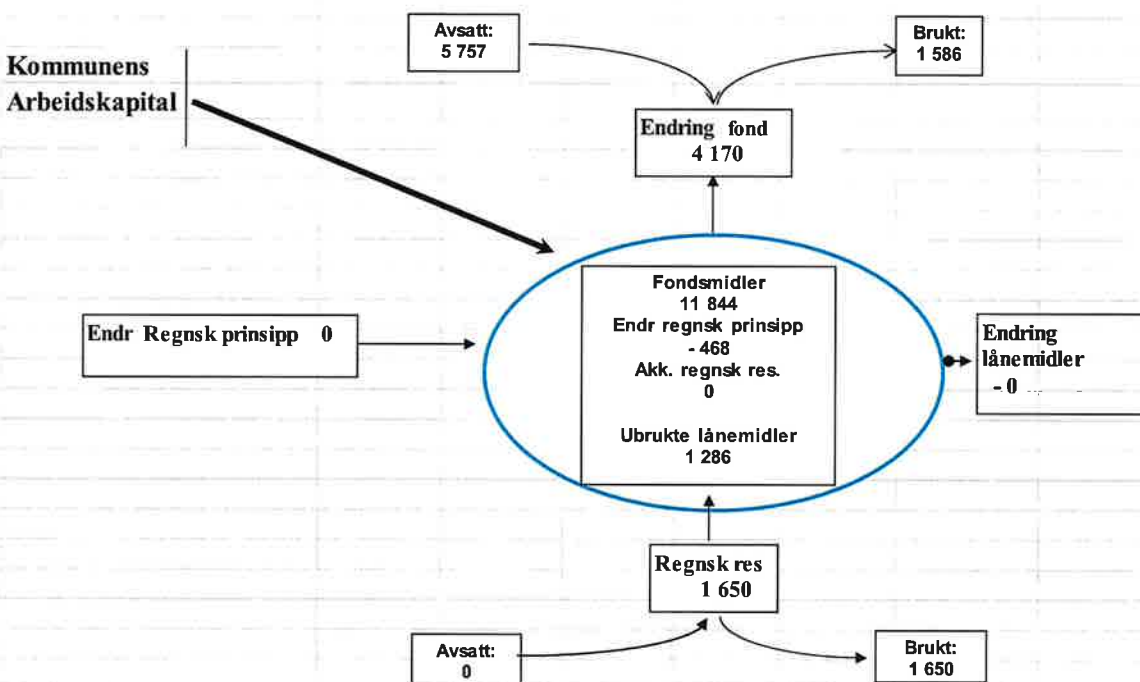 Avsatt:
5 757
Brukt:
1 586
Kommunens
Arbeidskapital
Endring fond
4 170
Fondsmidler
11 844
Endr regnsk prinsipp
- 468
Akk. regnsk res.
0
Ubrukte lånemidler
1 286
Endr Regnsk prinsipp 0
Endring
lånemidler
- 0
Regnsk res
1 650
Avsatt:
0
Brukt:
1 650